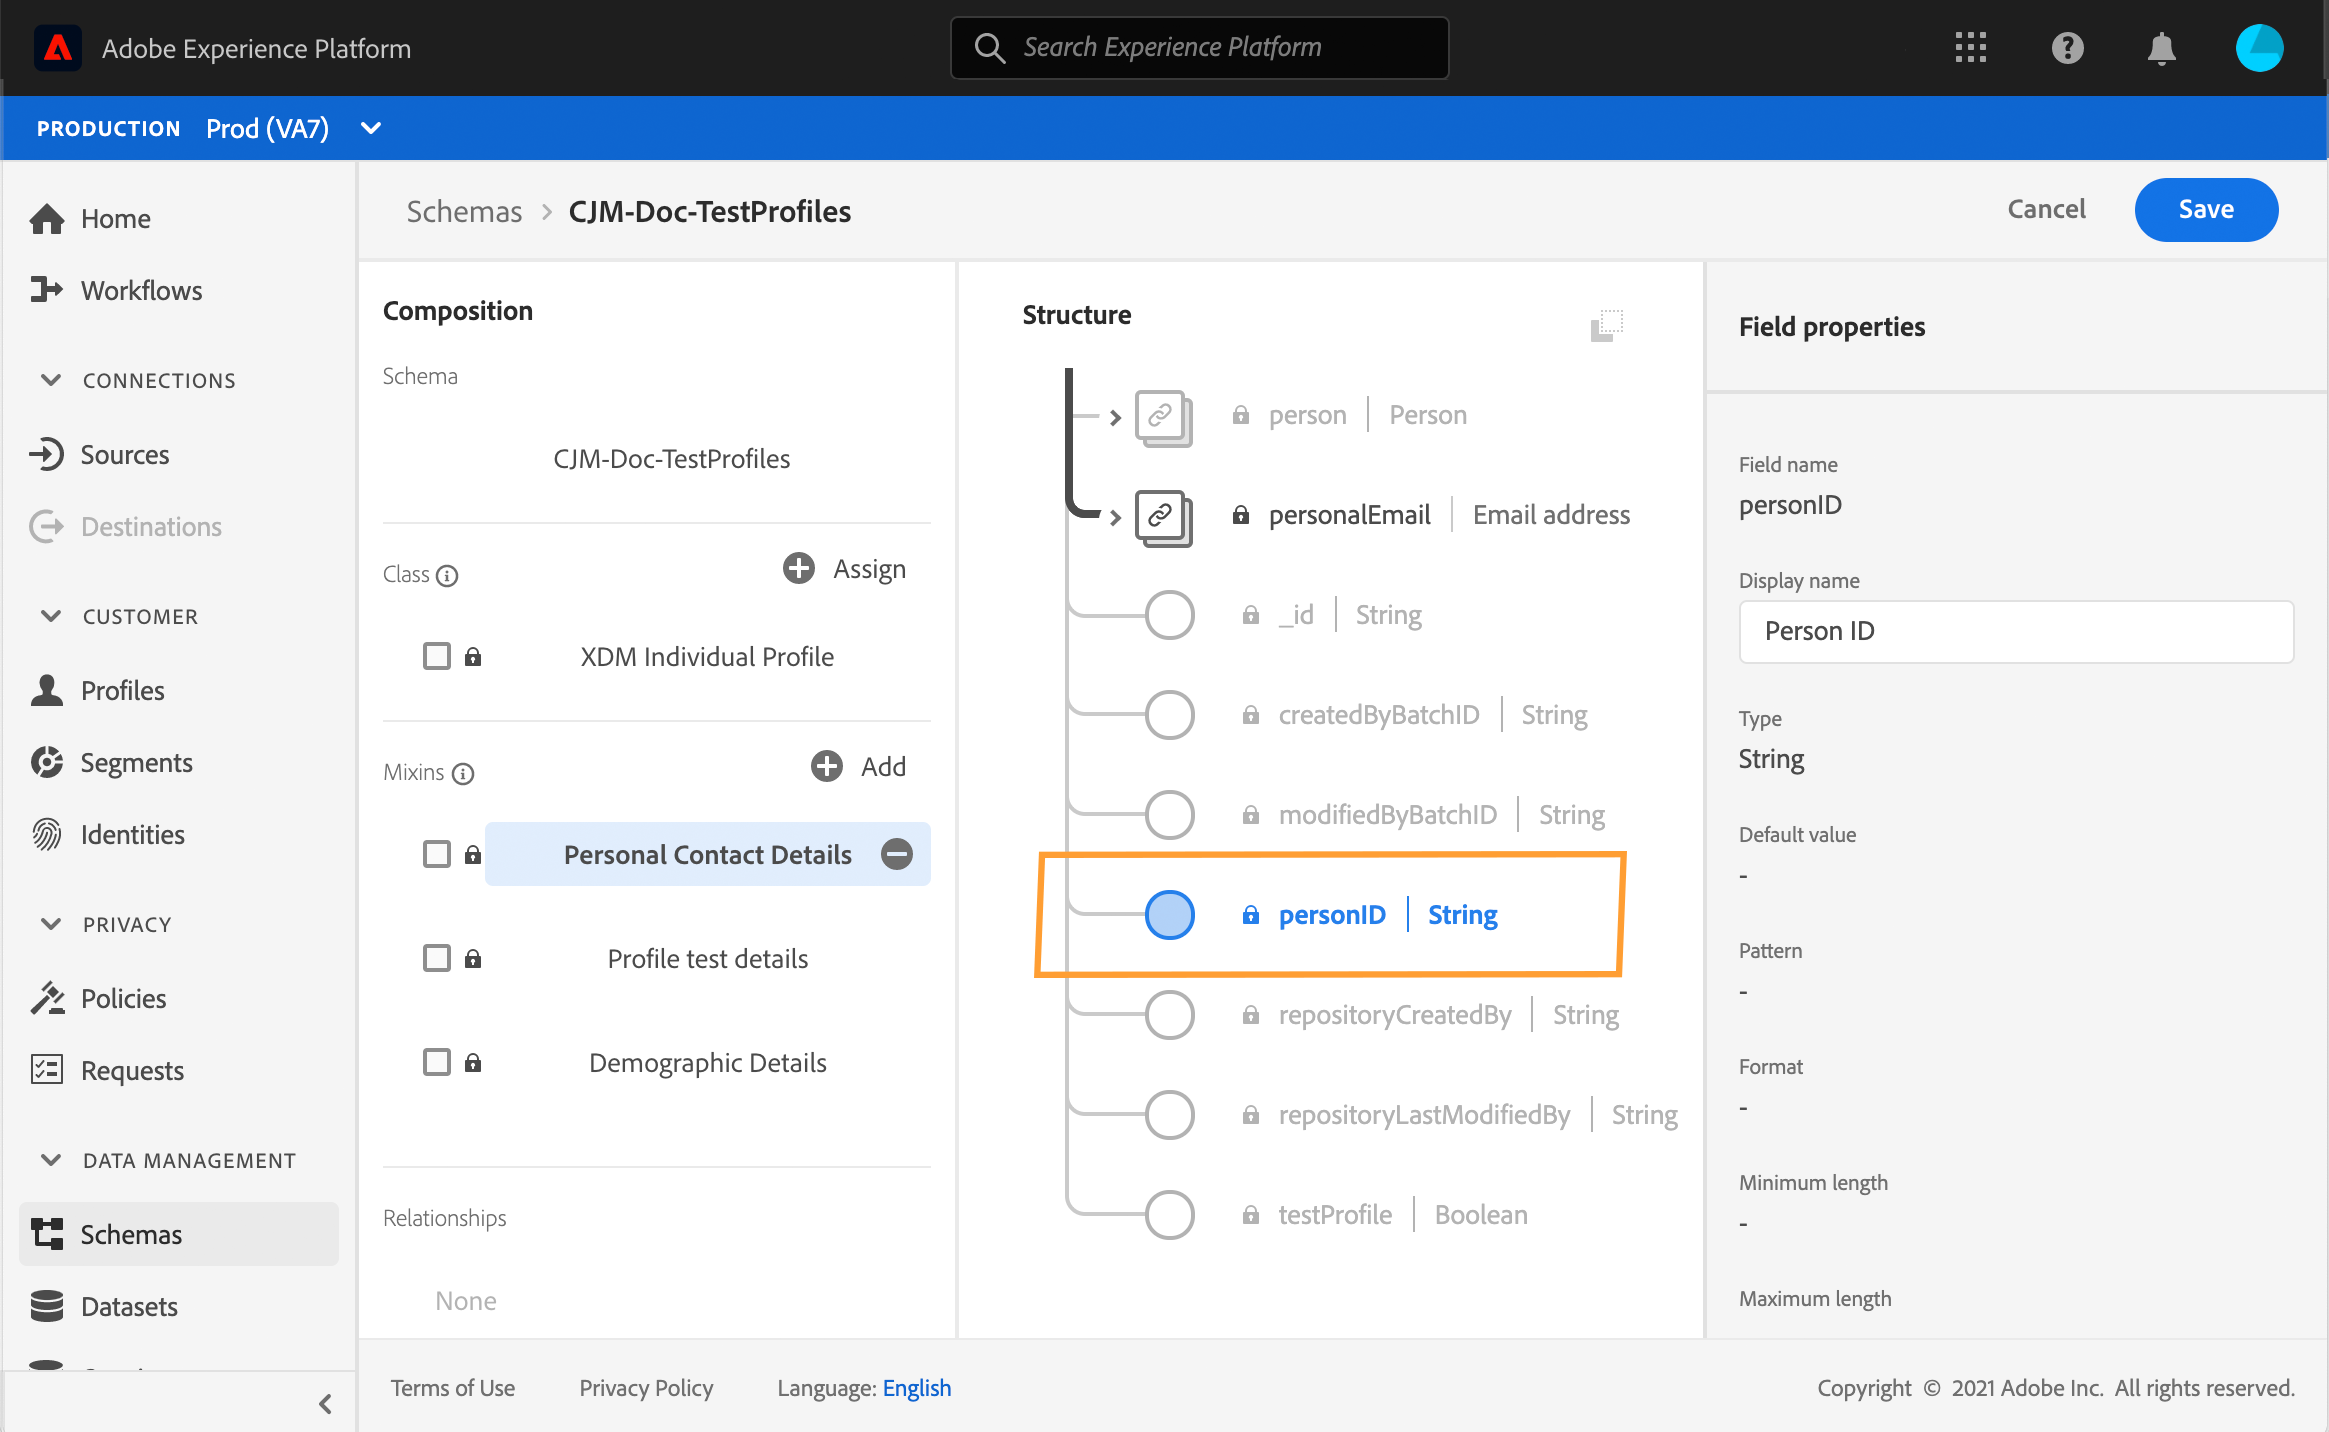 Adobe Experience Platform
Search Experience Platform
PRODUCTION Prod (VA7)
Home
Workflows
CONNECTIONS
Sources
Destinations
CUSTOMER
Profiles
Segments
Identities
PRIVACY
Policies
Requests
DATA MANAGEMENT
Schemas
Datasets
Schemas > CJM-Doc-TestProfiles
Cancel
Save
Composition
Schema
CJM-Doc-TestProfiles
Class
Assign
XDM Individual Profile
Mixins
Add
Personal Contact Details
Profile test details
Demographic Details
Relationships
None
Structure
person | Person
personalEmail | Email address
_id | String
createdByBatchID | String
modifiedByBatchID | String
personID | String
repositoryCreatedBy | String
repositoryLastModifiedBy | String
testProfile | Boolean
Field properties
Field name
personID
Display name
Person ID
Type
String
Default value
-
Pattern
-
Format
-
Minimum length
-
Maximum length
Terms of Use
Privacy Policy
Language: English
Copyright © 2021 Adobe Inc. All rights reserved.